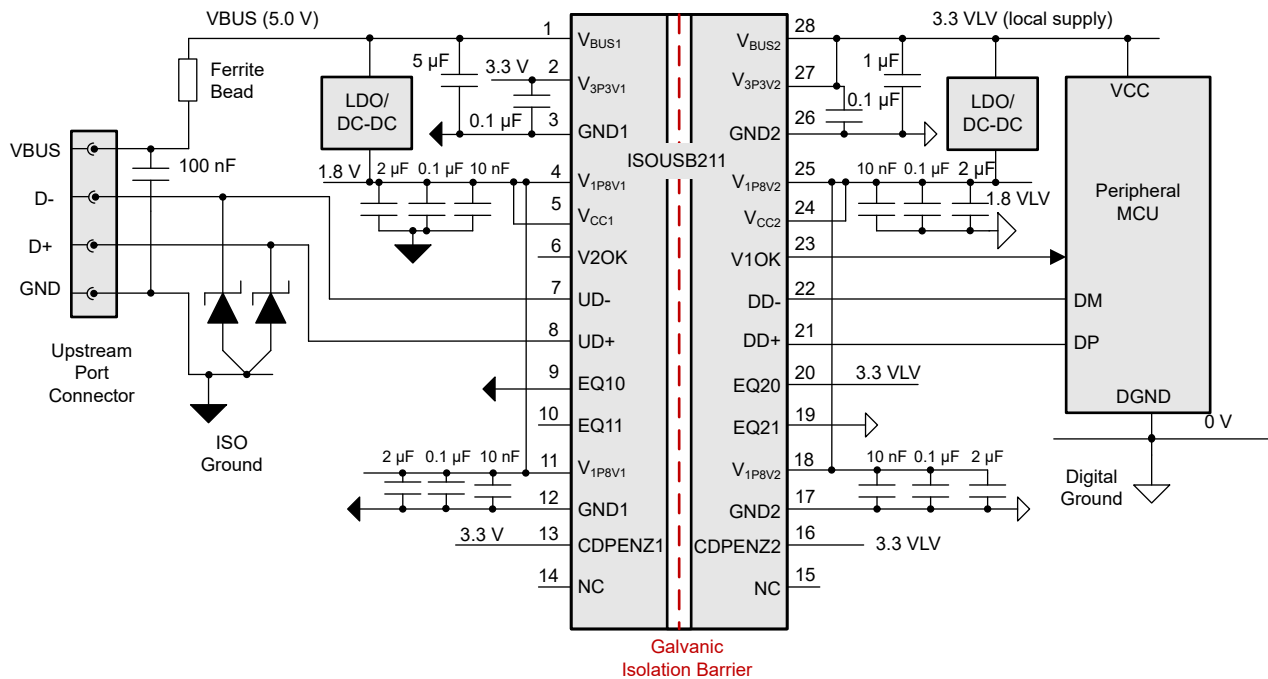 VBUS (5.0 V)
3.3 VLV (local supply)
Ferrite
Bead
LDO/
DC-DC
5 µF
3.3 V
0.1 µF
100 nF
VBUS
D-
D+
GND
Upstream
Port
Connector
ISO
Ground
1.8 V
2 µF
0.1 µF
10 nF
2 µF
0.1 µF
10 nF
3.3 V
1
2
3
4
5
6
7
8
9
10
11
12
13
14
VBUS1
V3P3V1
GND1
V1P8V1
VCC1
V2OK
UD-
UD+
EQ10
EQ11
V1P8V1
GND1
CDPENZ1
NC
ISOUSB211
Galvanic
Isolation Barrier
VBUS2
V3P3V2
GND2
V1P8V2
VCC2
V1OK
DD-
DD+
EQ20
EQ21
V1P8V2
GND2
CDPENZ2
NC
28
27
26
25
24
23
22
21
20
19
18
17
16
15
1 µF
0.1 µF
LDO/
DC-DC
10 nF
0.1 µF
2 µF
1.8 VLV
3.3 VLV
10 nF
0.1 µF
2 µF
3.3 VLV
VCC
Peripheral
MCU
DM
DP
DGND
0 V
Digital
Ground